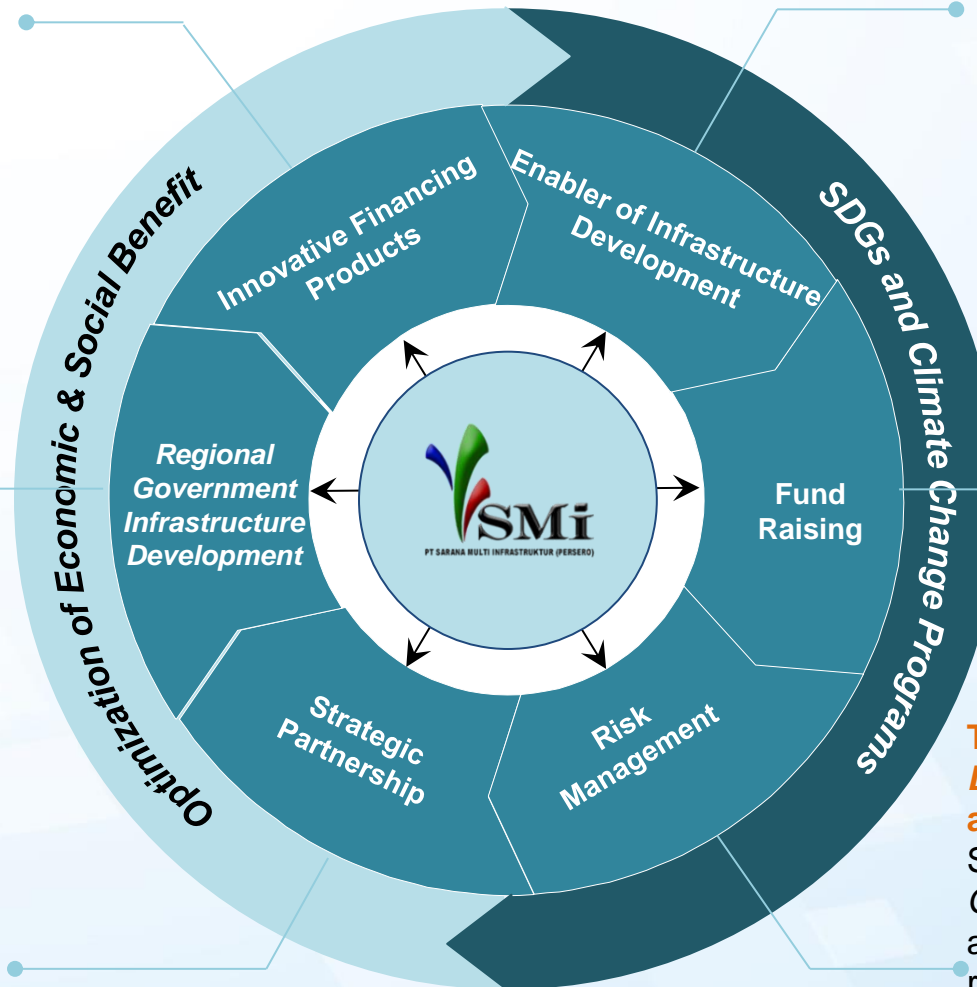 Optimization of Economic & Social Benefit
SDGs and Climate Change Programs
Innovative Financing
Products
Enabler of Infrastructure
Development
Regional
Government
Infrastructure
Development
Fund
Raising
Strategic
Partnership
Risk
Management
SMi
PT SARANA MULTI INFRASTRUKTUR (PERSERO)